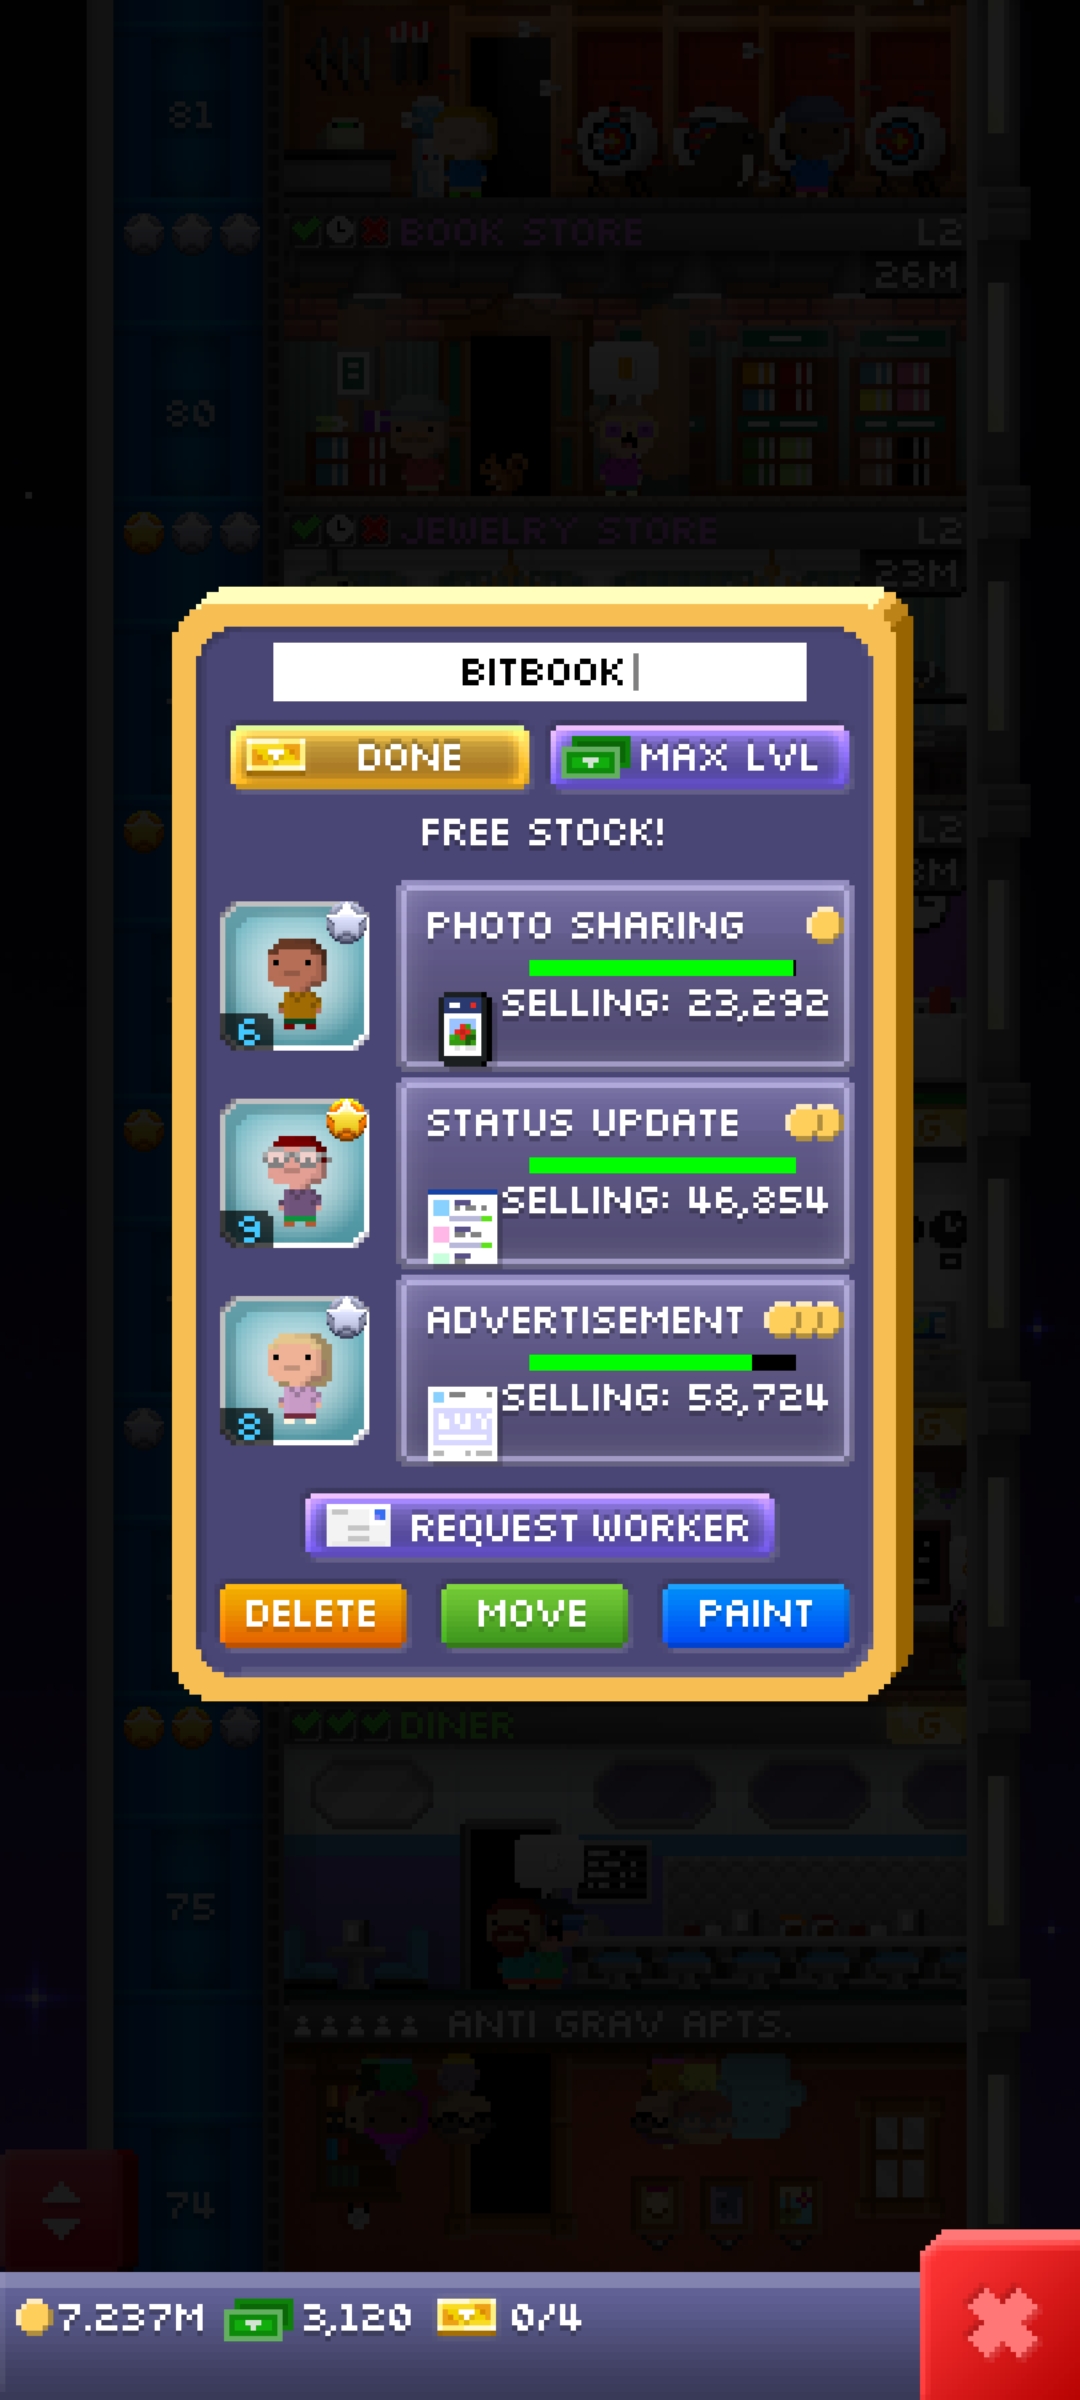 81
BOOK STORE L2
26M
80
JEWELRY STORE L2
23M
BITBOOK
DONE
MAX LVL
FREE STOCK!
L2
PHOTO SHARING
SELLING: 23,292
6
STATUS UPDATE
G
SELLING: 46,854
9
ADVERTISEMENT
SELLING: 58,724
G
8
REQUEST WORKER
DELETE MOVE PAINT
DINER G
75
ANTI GRAV APTS.
74
7.237M 3,120 0/4